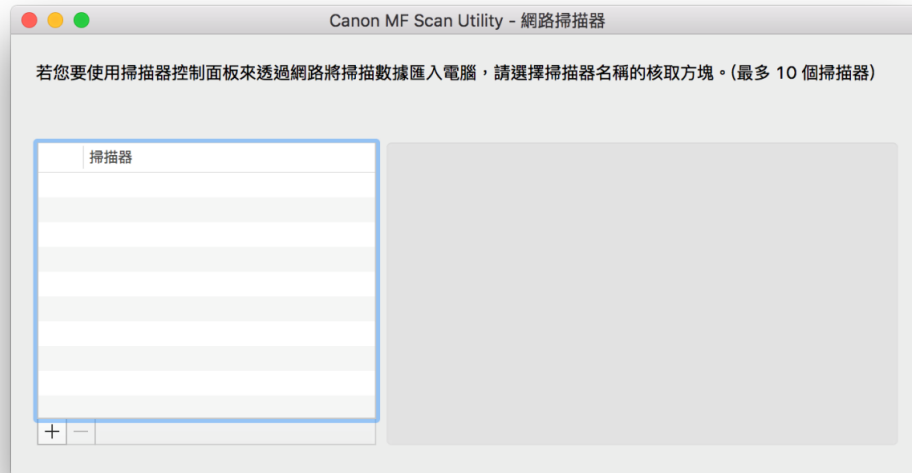 Canon MF Scan Utility - 網路掃描器
若您要使用掃描器控制面板來透過網路將掃描數據匯入電腦，請選擇掃描器名稱的核取方塊。(最多 10 個掃描器)
掃描器